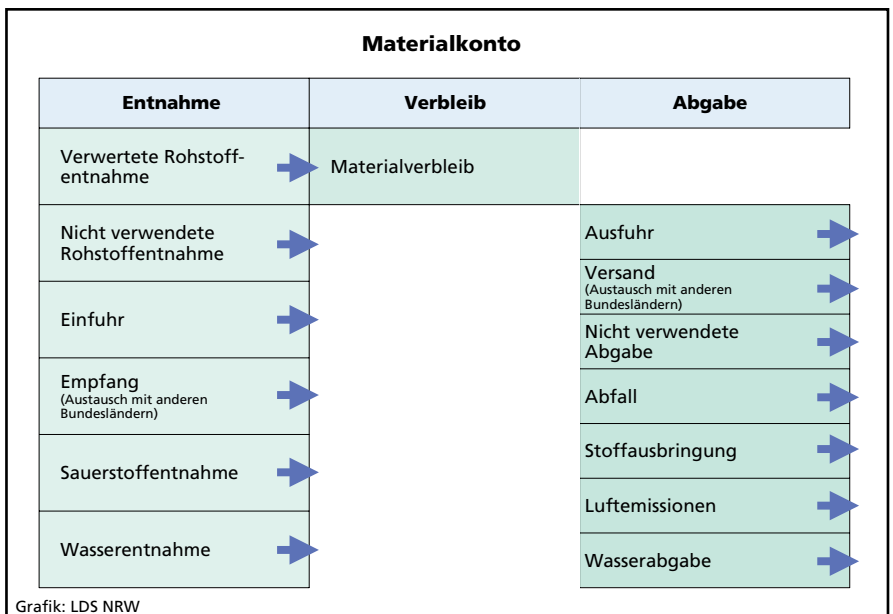 Materialkonto
Entnahme
Verbleib
Abgabe
Verwertete Rohstoff-
entnahme
Materialverbleib
Nicht verwendete
Rohstoffentnahme
Einfuhr
Empfang
(Austausch mit anderen
Bundesländern)
Sauerstoffentnahme
Wasserentnahme
Ausfuhr
Versand
(Austausch mit anderen
Bundesländern)
Nicht verwendete
Abgabe
Abfall
Stoffausbringung
Luftemissionen
Wasserabgabe
Grafik: LDS NRW